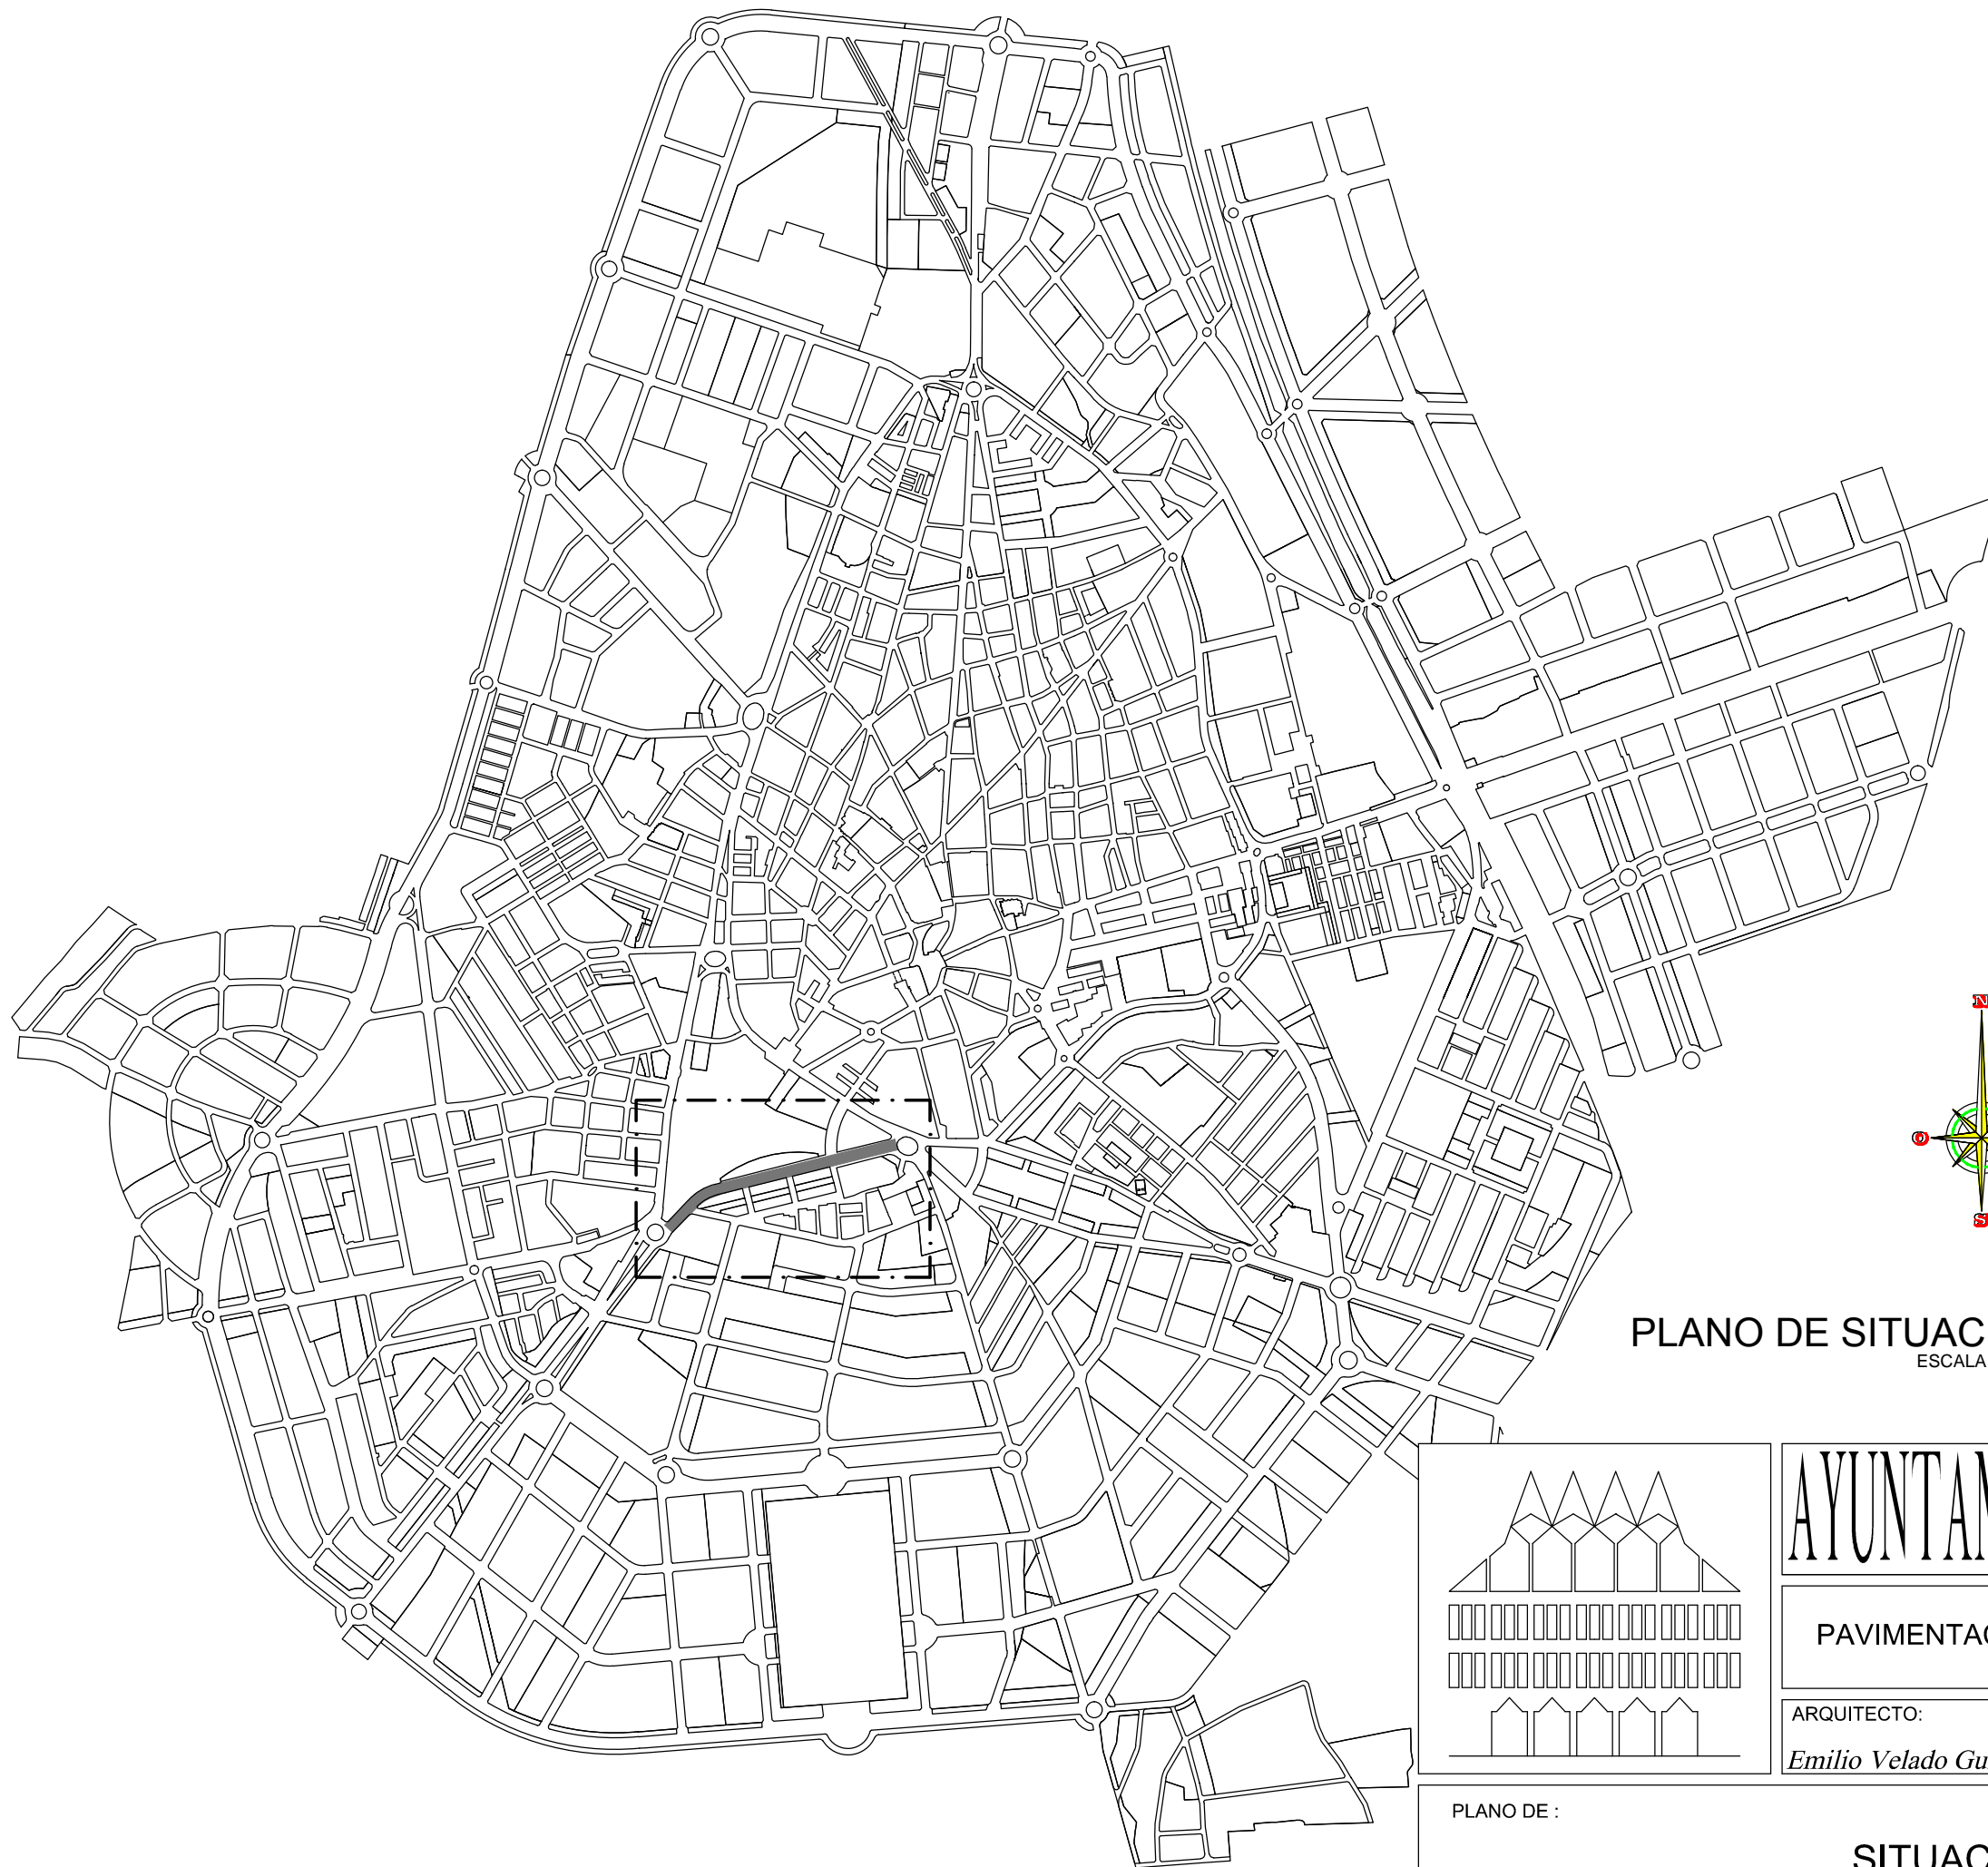 N
O
S
PLANO DE SITUAC
ESCALA
AYUNTAM
PAVIMENTAC
ARQUITECTO:
Emilio Velado Gu
PLANO DE :
SITUAC